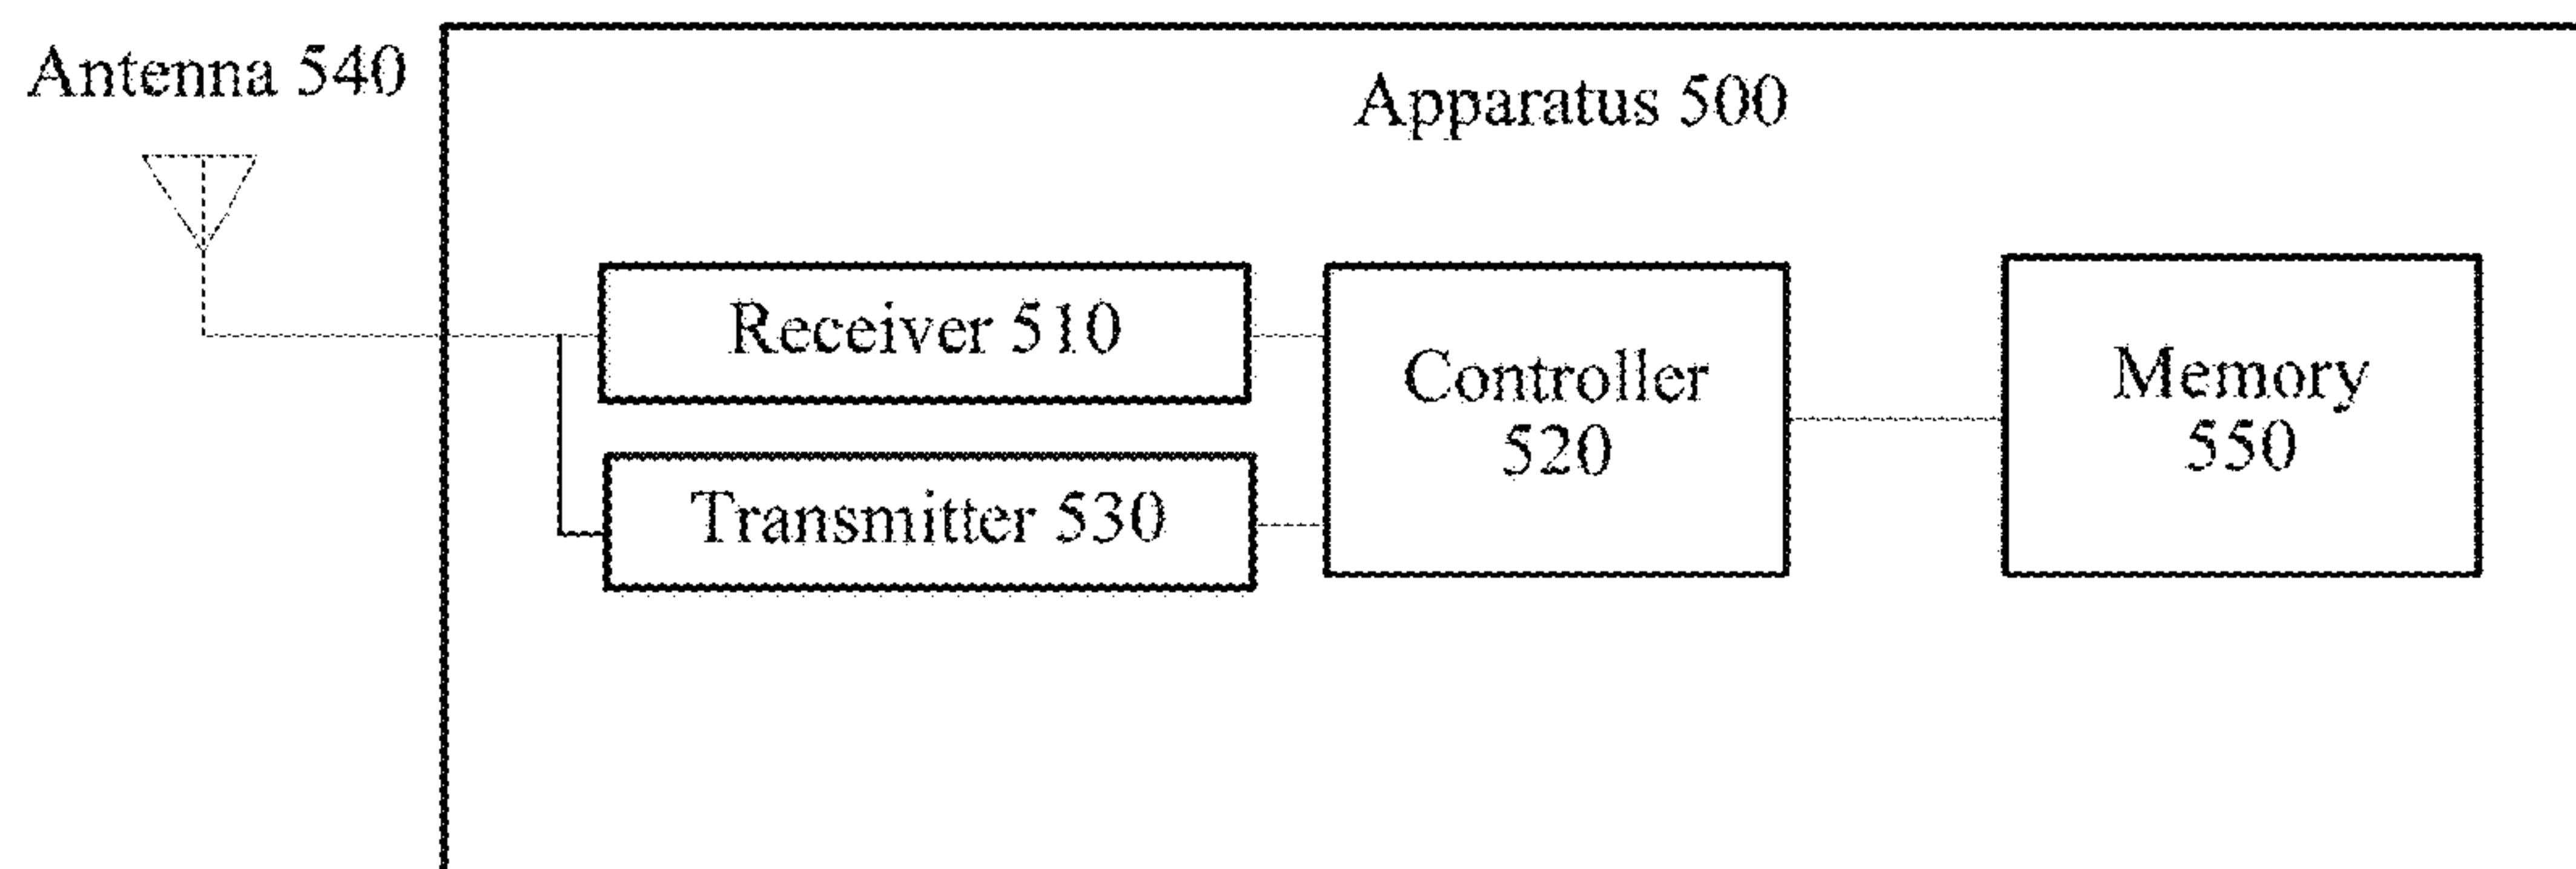 Antenna 540
Apparatus 500
Receiver 510
Controller
520
Memory
550
Transmitter 530